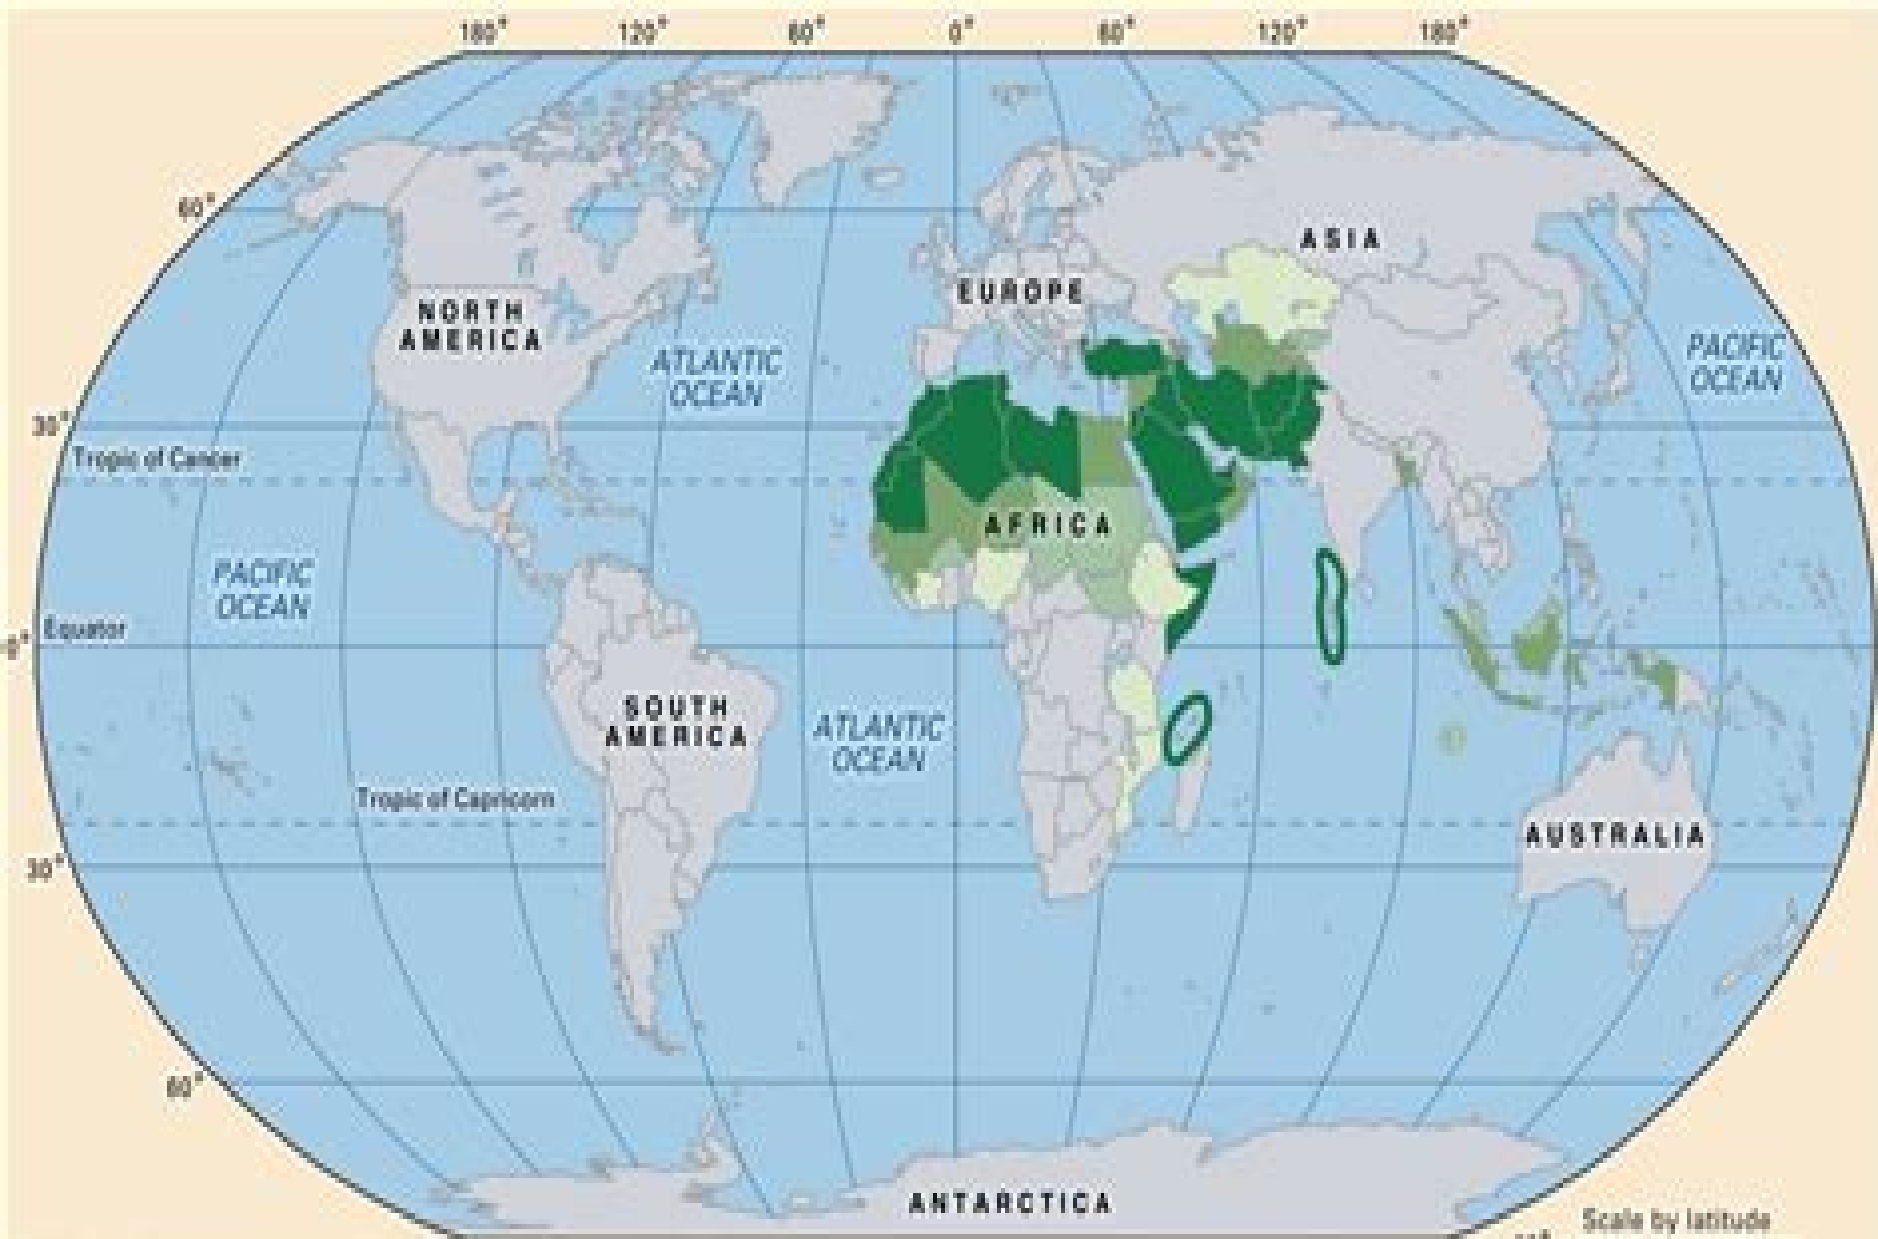 180° 120° 60° 0° 60° 120° 180°
60°
ASIA
EUROPE
NORTH
AMERICA
ATLANTIC
OCEAN
PACIFIC
OCEAN
30°
Tropic of Cancer
AFRICA
PACIFIC
OCEAN
Equator
0°
SOUTH
AMERICA
ATLANTIC
OCEAN
Tropic of Capricorn
AUSTRALIA
30°
60°
ANTARCTICA
Scale by latitude